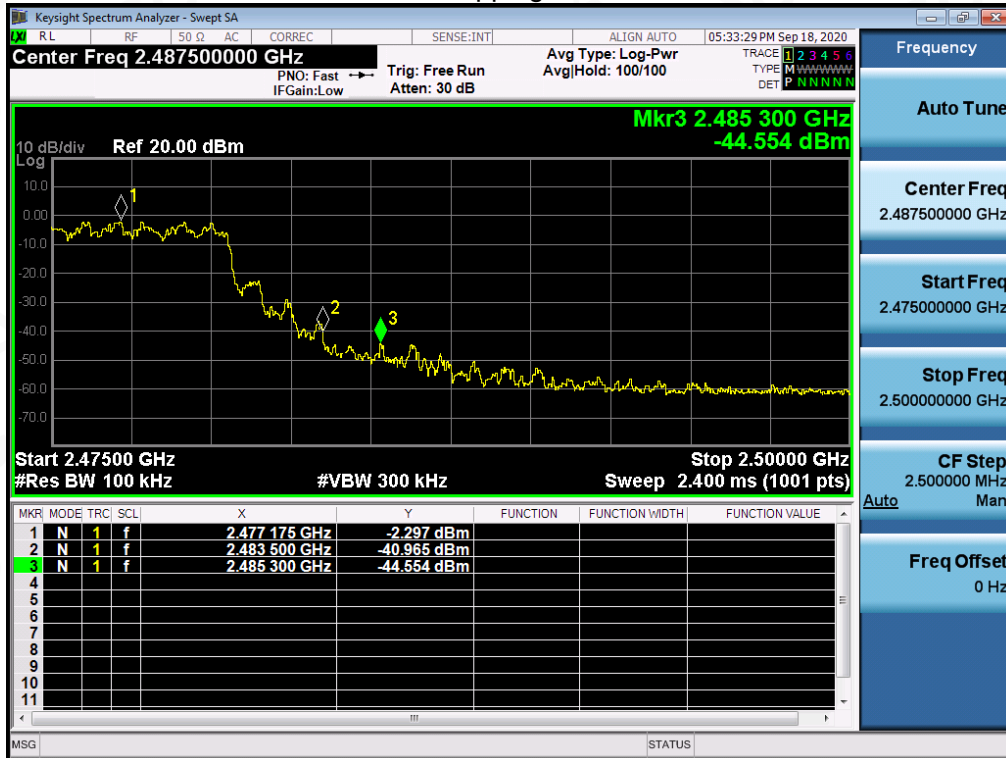 Keysight Spectrum Analyzer - Swept SA
LXI RL RF 50 Ω AC CORREC SENSE:INT ALIGN AUTO 05:33:29 PM Sep 18, 2020
Center Freq 2.487500000 GHz
PNO: Fast
IFGain:Low
Trig: Free Run
Atten: 30 dB
Avg Type: Log-Pwr
Avg|Hold: 100/100
TRACE 1 2 3 4 5 6
TYPE M W W W W W
DET P N N N N N
Mkr3 2.485 300 GHz
-44.554 dBm
10 dB/div Ref 20.00 dBm
Log
10.0
0.00
-10.0
-20.0
-30.0
-40.0
-50.0
-60.0
-70.0
1
2
3
Start 2.47500 GHz Stop 2.50000 GHz
#Res BW 100 kHz #VBW 300 kHz Sweep 2.400 ms (1001 pts)
MKR MODE TRC SCL X Y FUNCTION FUNCTION WIDTH FUNCTION VALUE
1 N 1 f 2.477 175 GHz -2.297 dBm
2 N 1 f 2.483 500 GHz -40.965 dBm
3 N 1 f 2.485 300 GHz -44.554 dBm
4
5
6
7
8
9
10
11
MSG STATUS
Frequency
Auto Tune
Center Freq
2.487500000 GHz
Start Freq
2.475000000 GHz
Stop Freq
2.500000000 GHz
CF Step
2.500000 MHz
Auto Man
Freq Offset
0 Hz